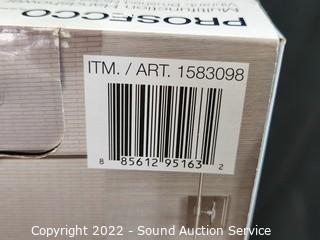 PROSECCO
ITM. / ART. 1583098
8 85612 95163 2
Copyright 2022 - Sound Auction Service